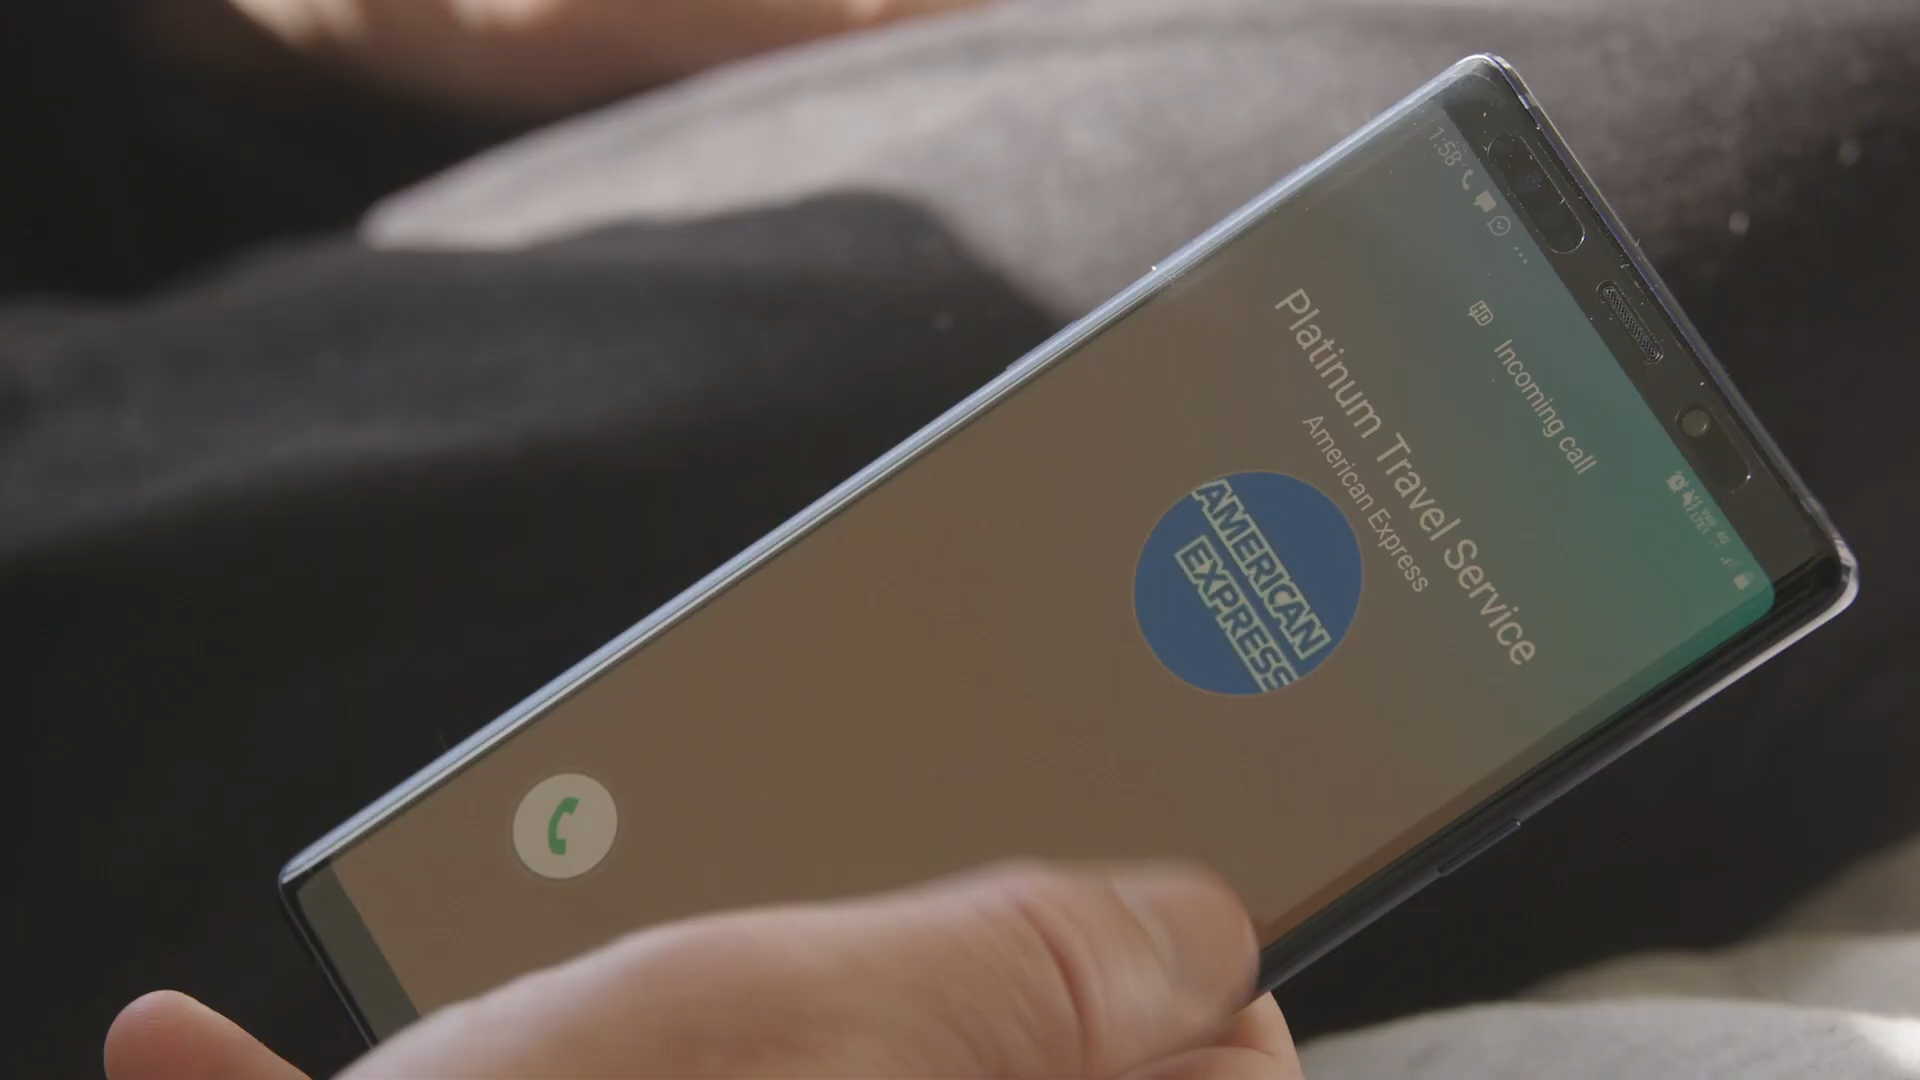 1:58
HD
Incoming call
Platinum Travel Service
American Express
AMERICAN
EXPRESS